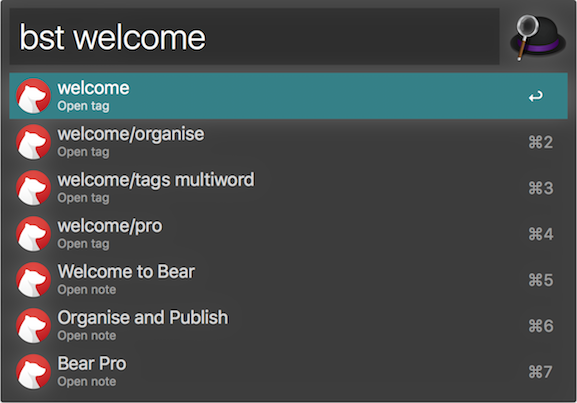 bst welcome
welcome
Open tag
↩
welcome/organise
Open tag
⌘2
welcome/tags multiword
Open tag
⌘3
welcome/pro
Open tag
⌘4
Welcome to Bear
Open note
⌘5
Organise and Publish
Open note
⌘6
Bear Pro
Open note
⌘7